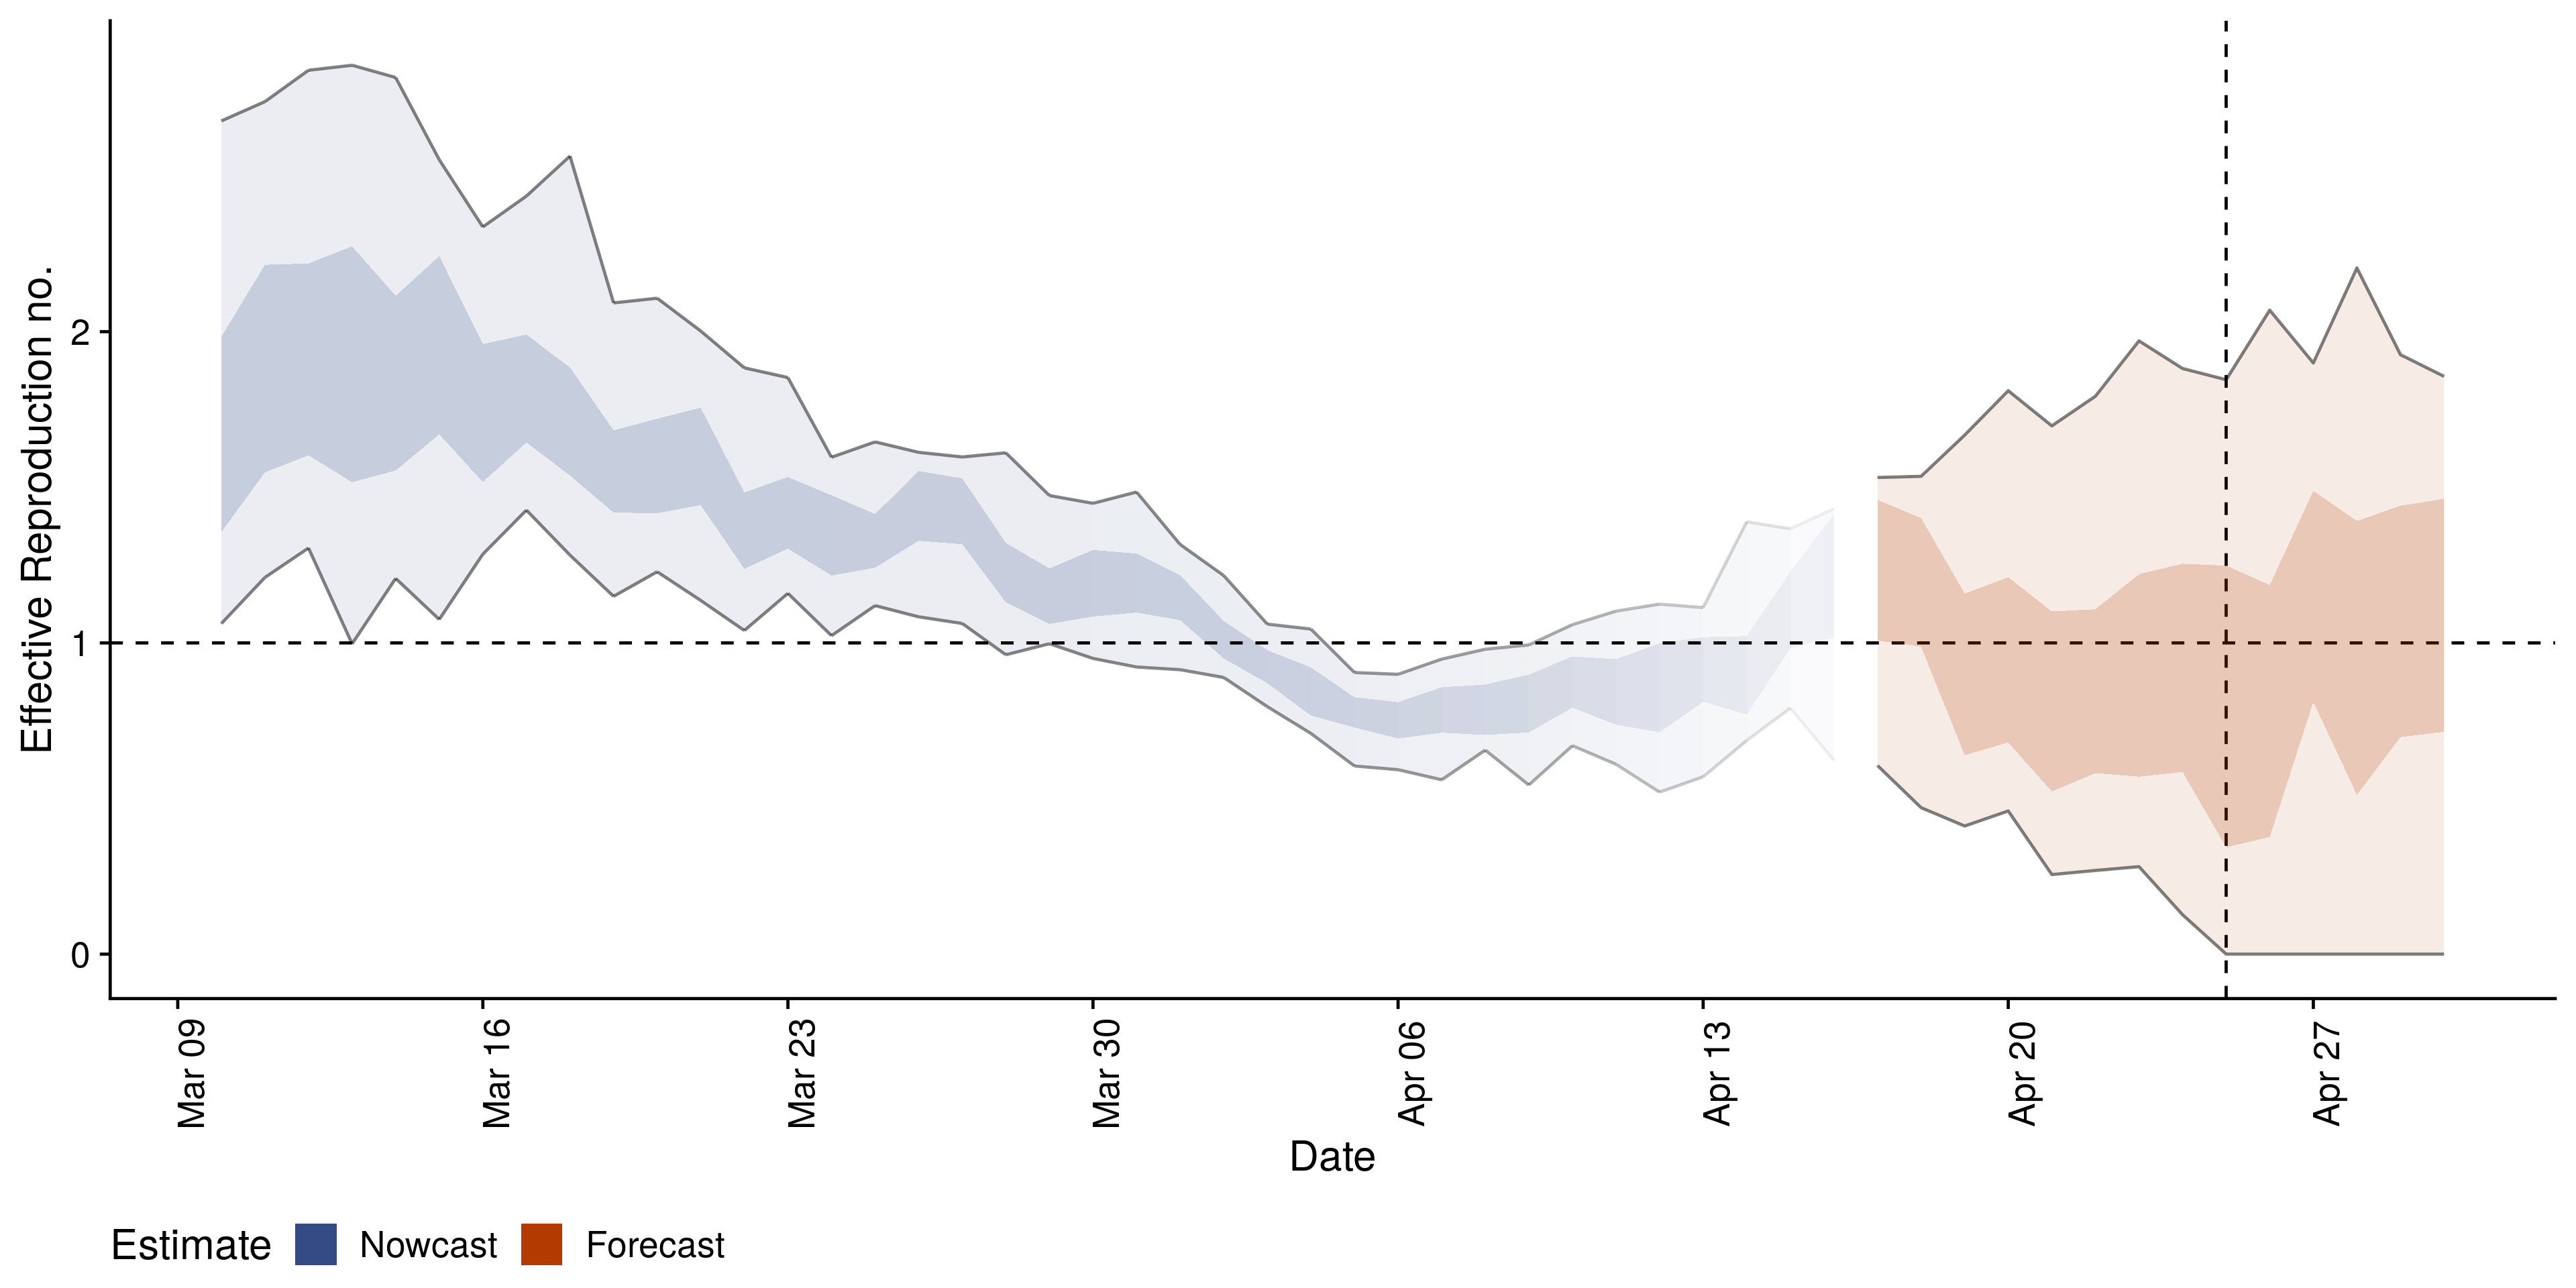 Effective Reproduction no.
2
1
0
Mar 09
Mar 16
Mar 23
Mar 30
Apr 06
Apr 13
Apr 20
Apr 27
Date
Estimate Nowcast Forecast